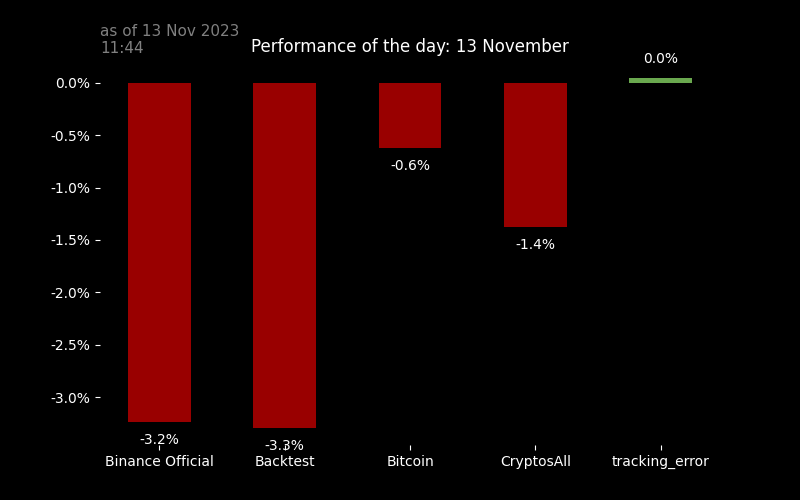 as of 13 Nov 2023
11:44
Performance of the day: 13 November
0.0%
0.0%
-0.5%
-0.6%
-1.0%
-1.5%
-1.4%
-2.0%
-2.5%
-3.0%
-3.2%
-3.3%
Binance Official
Backtest
Bitcoin
CryptosAll
tracking_error